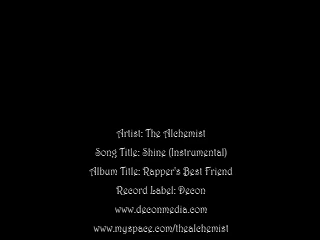 Artist: The Alchemist
Song Title: Shine (Instrumental)
Album Title: Rapper's Best Friend
Record Label: Decon
www.deconmedia.com
www.myspace.com/thealchemist